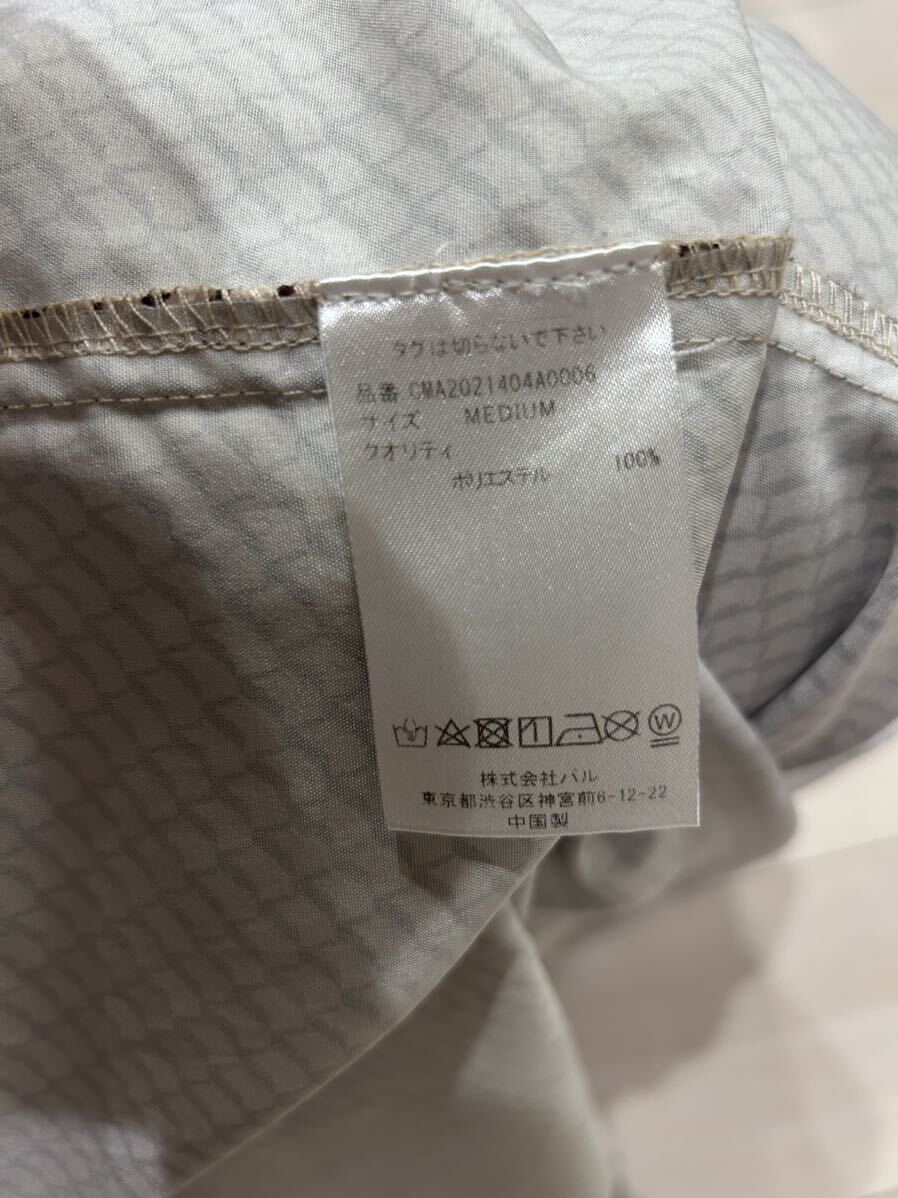 タグは切らないで下さい
品番 CMA2021404A0006
サイズ MEDIUM
クオリティ
ポリエステル 100%
W
株式会社パル
東京都渋谷区神宮前6-12-22
中国製